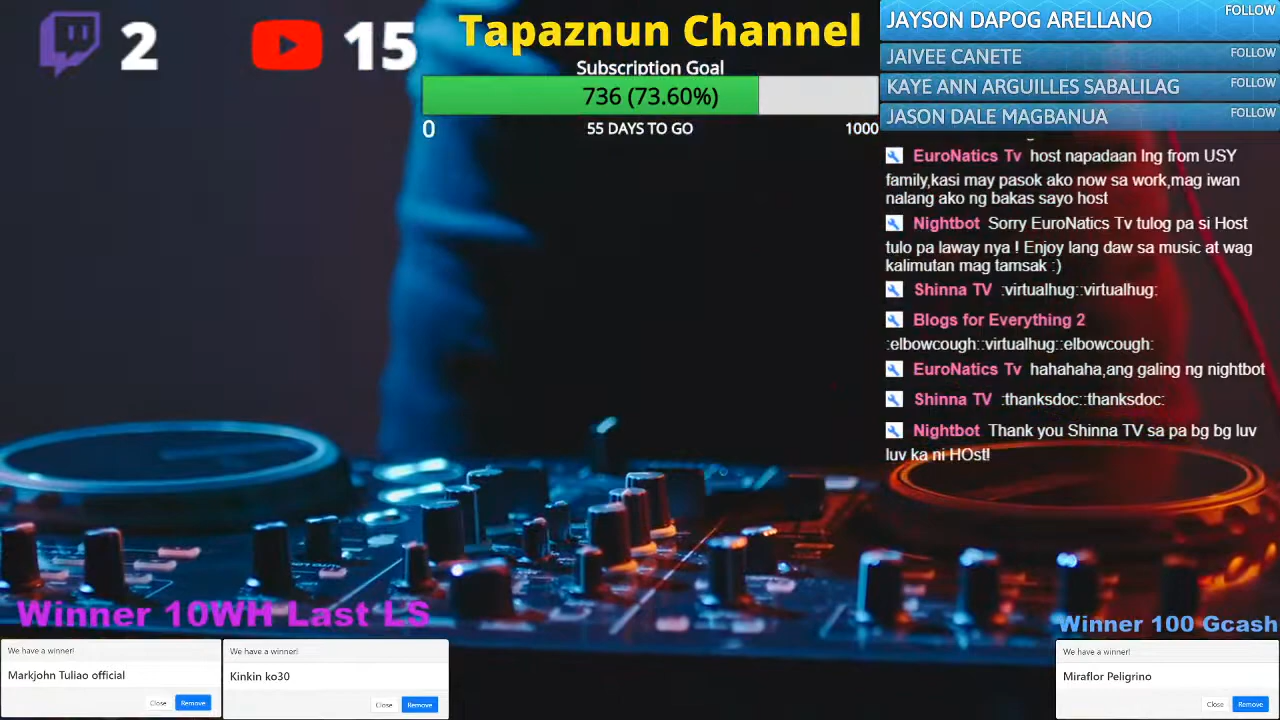 2
15
Tapaznun Channel
Subscription Goal
736 (73.60%)
0
55 DAYS TO GO
1000
JAYSON DAPOG ARELLANO
FOLLOW
JAIVEE CANETE
FOLLOW
KAYE ANN ARGUILLES SABALILAG
FOLLOW
JASON DALE MAGBANUA
FOLLOW
EuroNatics Tv host napadaan lng from USY
family,kasi may pasok ako now sa work,mag iwan
nalang ako ng bakas sayo host
Nightbot Sorry EuroNatics Tv tulog pa si Host
tulo pa laway nya ! Enjoy lang daw sa music at wag
kalimutan mag tamsak :)
Shinna TV :virtualhug::virtualhug:
Blogs for Everything 2
:elbowcough::virtualhug::elbowcough:
EuroNatics Tv hahahaha,ang galing ng nightbot
Shinna TV :thanksdoc::thanksdoc:
Nightbot Thank you Shinna TV sa pa bg bg luv
luv ka ni HOst!
Winner 10WH Last LS
We have a winner!
Markjohn Tuliao official
Close
Remove
We have a winner!
Kinkin ko30
Close
Remove
Winner 100 Gcash
We have a winner!
Miraflor Peligrino
Close
Remove